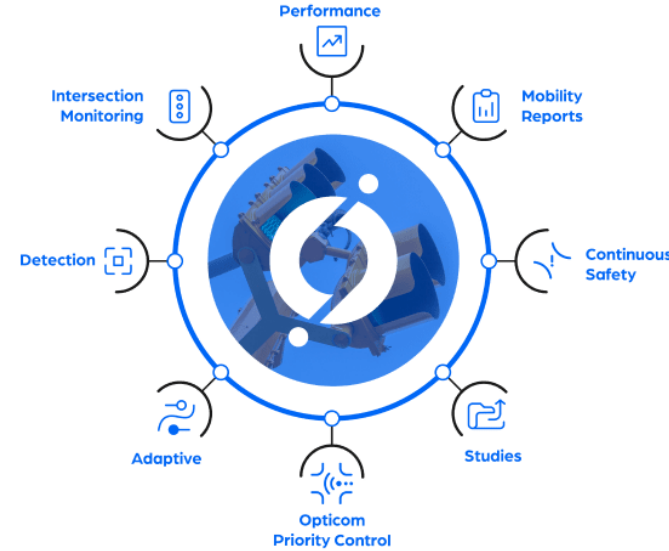 Performance
Mobility
Reports
Continuous
Safety
Studies
Opticom
Priority Control
Adaptive
Detection
Intersection
Monitoring